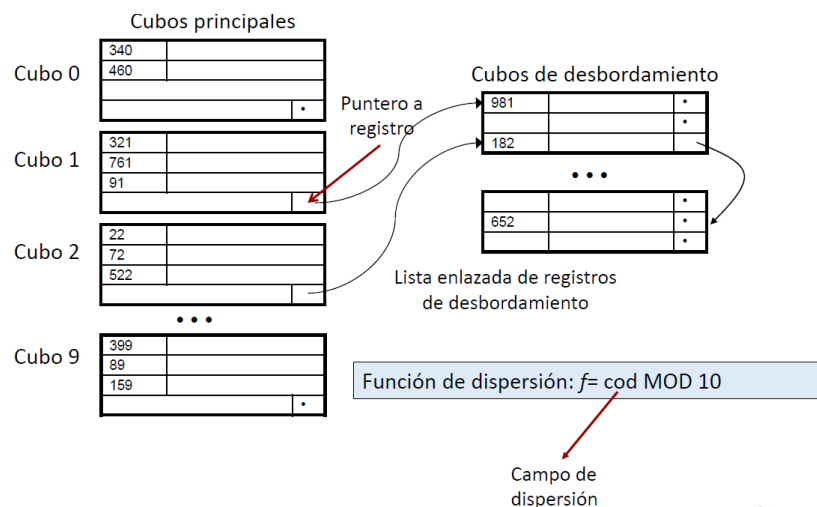 Cubos principales
Cubo 0
340
460
•
Cubo 1
321
761
91
Cubo 2
22
72
522
• • •
Cubo 9
399
89
159
•
Puntero a
registro
Cubos de desbordamiento
981
•
•
182
• • •
•
652
•
•
Lista enlazada de registros
de desbordamiento
Función de dispersión: f= cod MOD 10
Campo de
dispersión